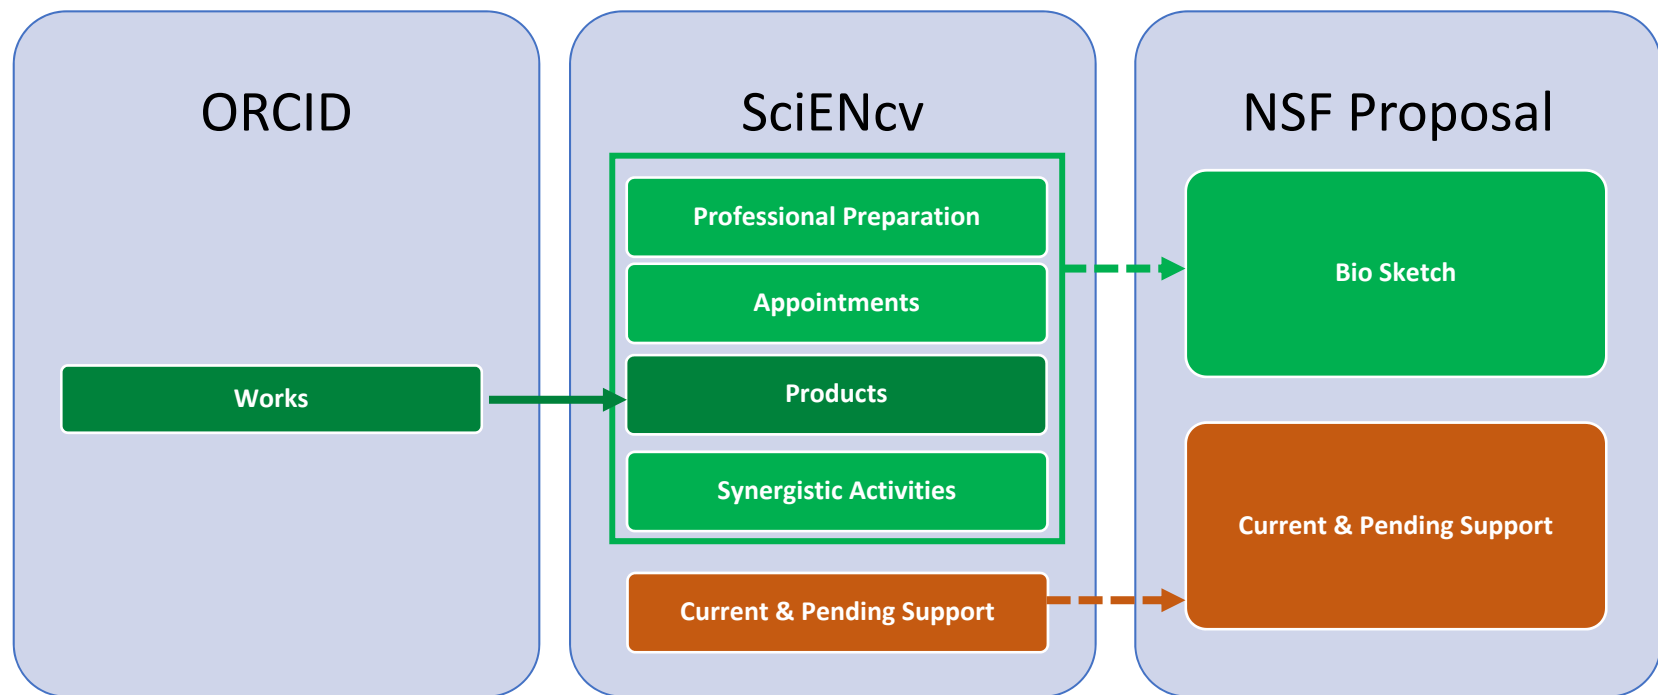 ORCID
Works
SciENcv
Professional Preparation
Appointments
Products
Synergistic Activities
Current & Pending Support
NSF Proposal
Bio Sketch
Current & Pending Support